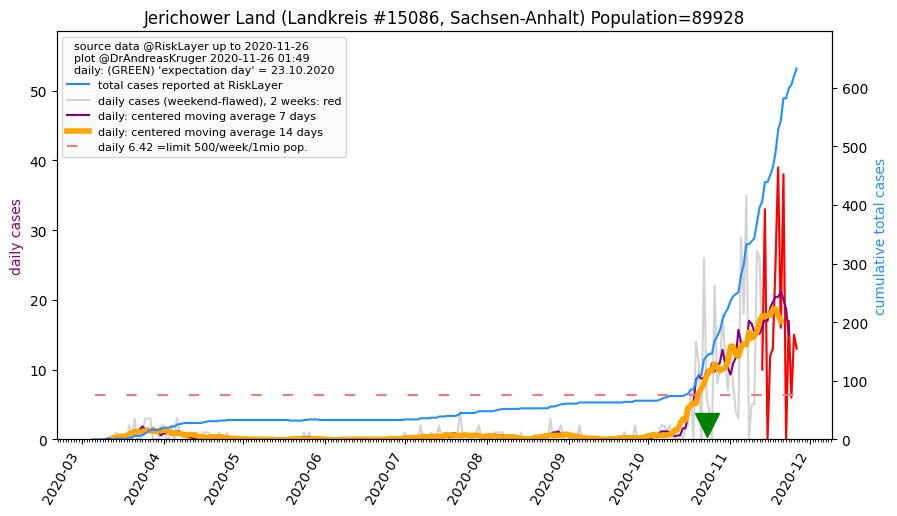 Jerichower Land (Landkreis #15086, Sachsen-Anhalt) Population=89928
source data @RiskLayer up to 2020-11-26
plot @DrAndreasKruger 2020-11-26 01:49
daily: (GREEN) 'expectation day' = 23.10.2020
total cases reported at RiskLayer
daily cases (weekend-flawed), 2 weeks: red
daily: centered moving average 7 days
daily: centered moving average 14 days
daily 6.42 =limit 500/week/1mio pop.
daily cases
50
40
30
20
10
0
600
500
400
300
200
100
0
cumulative total cases
2020-03
2020-04
2020-05
2020-06
2020-07
2020-08
2020-09
2020-10
2020-11
2020-12